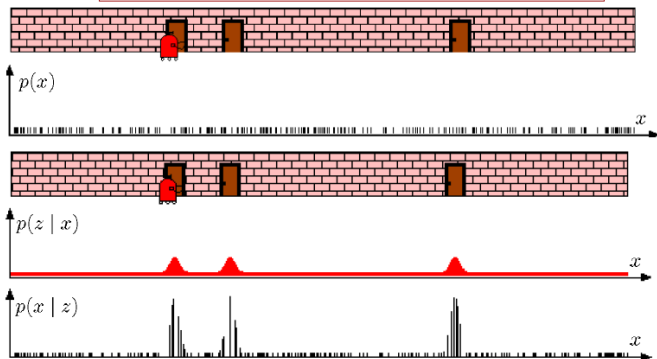 p(x)
x
p(z | x)
x
p(x | z)
x